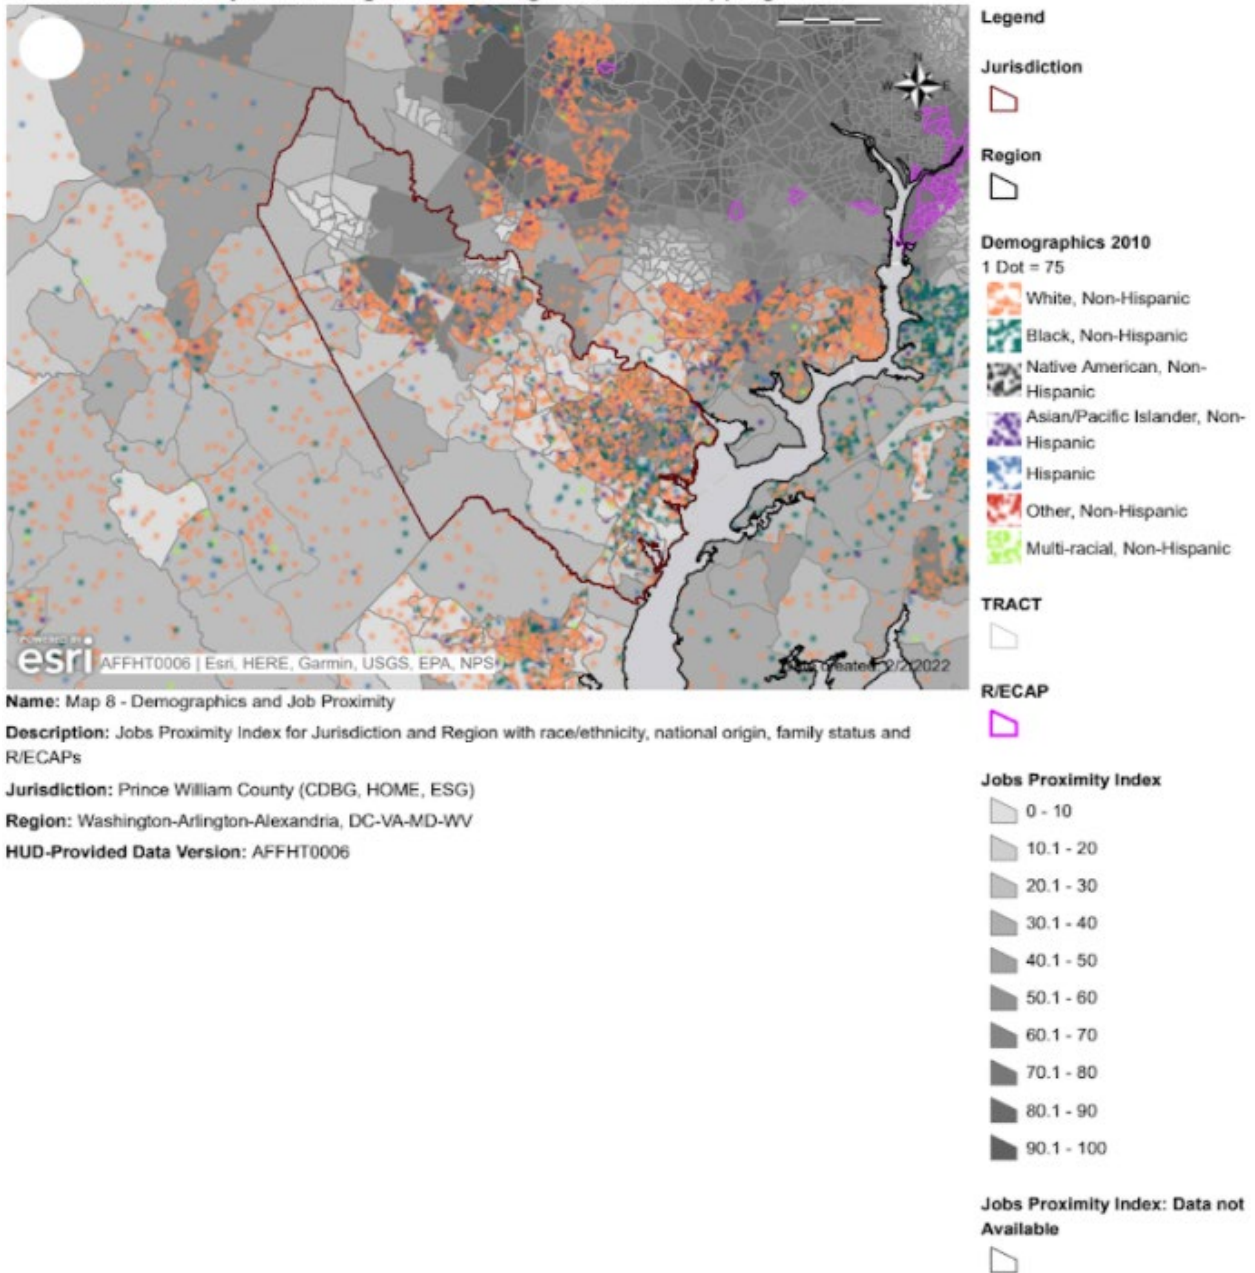 Legend
Jurisdiction
Region
Demographics 2010
1 Dot = 75
White, Non-Hispanic
Black, Non-Hispanic
Native American, Non-
Hispanic
Asian/Pacific Islander, Non-
Hispanic
Hispanic
Other, Non-Hispanic
Multi-racial, Non-Hispanic
TRACT
R/ECAP
Jobs Proximity Index
0 - 10
10.1 - 20
20.1 - 30
30.1 - 40
40.1 - 50
50.1 - 60
60.1 - 70
70.1 - 80
80.1 - 90
90.1 - 100
Jobs Proximity Index: Data not
Available
N
W E
S
POWERED BY
esri
AFFHT0006 | Esri, HERE, Garmin, USGS, EPA, NPS
created: 2/2/2022
Name: Map 8 - Demographics and Job Proximity
Description: Jobs Proximity Index for Jurisdiction and Region with race/ethnicity, national origin, family status and
R/ECAPs
Jurisdiction: Prince William County (CDBG, HOME, ESG)
Region: Washington-Arlington-Alexandria, DC-VA-MD-WV
HUD-Provided Data Version: AFFHT0006